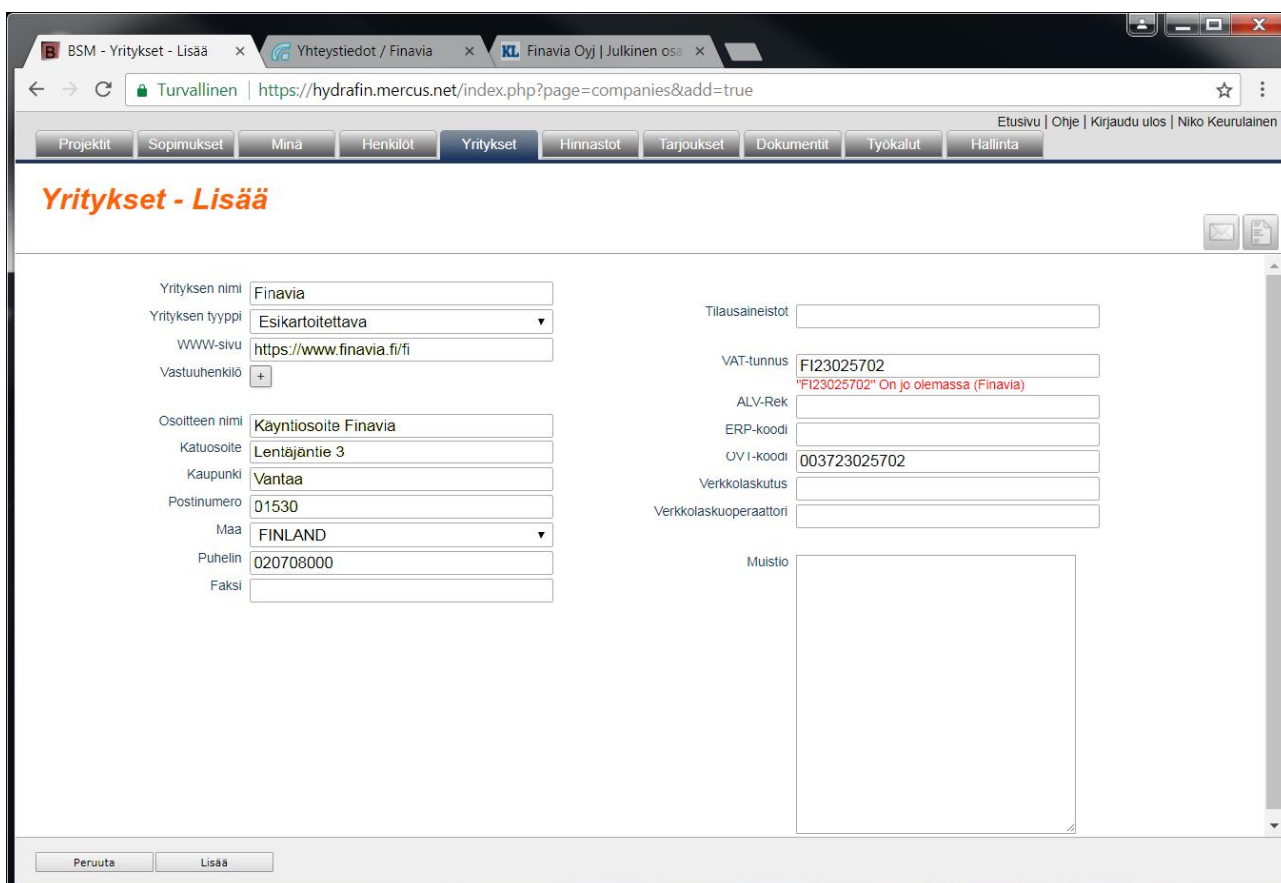 BSM - Yritykset - Lisää
Yhteystiedot / Finavia
KL Finavia Oyj | Julkinen osa
Turvallinen | https://hydrafin.mercus.net/index.php?page=companies&add=true
Etusivu | Ohje | Kirjaudu ulos | Niko Keurulainen
Projektit Sopimukset Minä Henkilöt Yritykset Hinnastot Tarjoukset Dokumentit Työkalut Hallinta
Yritykset - Lisää
Yrityksen nimi Finavia
Yrityksen tyyppi Esikartoitettava
WWW-sivu https://www.finavia.fi/fi
Vastuuhenkilö +
Osoitteen nimi Käyntiosoite Finavia
Katuosoite Lentäjäntie 3
Kaupunki Vantaa
Postinumero 01530
Maa FINLAND
Puhelin 020708000
Faksi
Tilausaineistot
VAT-tunnus FI23025702
"FI23025702" On jo olemassa (Finavia)
ALV-Rek
ERP-koodi
OVT-koodi 003723025702
Verkkolaskutus
Verkkolaskuoperaattori
Muistio
Peruuta Lisää